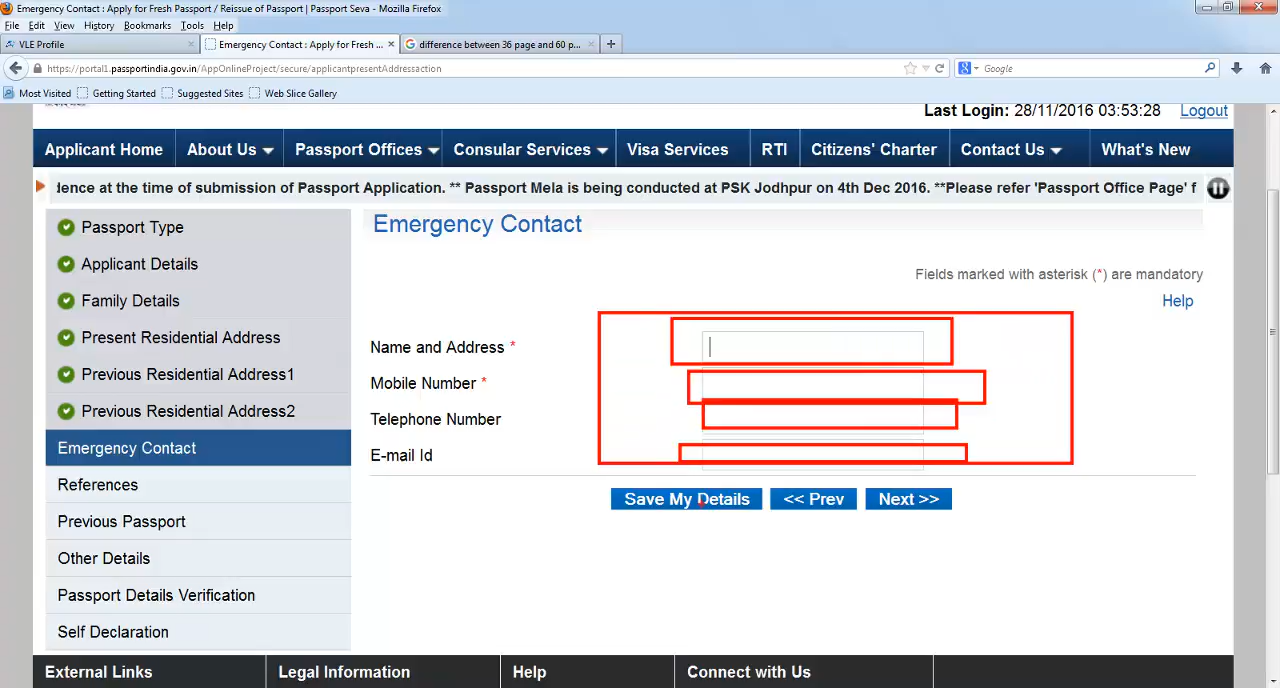 Emergency Contact : Apply for Fresh Passport / Reissue of Passport | Passport Seva - Mozilla Firefox
File Edit View History Bookmarks Tools Help
VLE Profile
Emergency Contact : Apply for Fresh ...
difference between 36 page and 60 p...
https://portal1.passportindia.gov.in/AppOnlineProject/secure/applicantpresentAddressaction
Google
Most Visited Getting Started Suggested Sites Web Slice Gallery
Last Login: 28/11/2016 03:53:28 Logout
Applicant Home About Us Passport Offices Consular Services Visa Services RTI Citizens' Charter Contact Us What's New
dence at the time of submission of Passport Application. ** Passport Mela is being conducted at PSK Jodhpur on 4th Dec 2016. **Please refer 'Passport Office Page' f
Passport Type
Applicant Details
Family Details
Present Residential Address
Previous Residential Address1
Previous Residential Address2
Emergency Contact
References
Previous Passport
Other Details
Passport Details Verification
Self Declaration
Emergency Contact
Fields marked with asterisk (*) are mandatory
Help
Name and Address *
Mobile Number *
Telephone Number
E-mail Id
Save My Details << Prev Next >>
External Links Legal Information Help Connect with Us